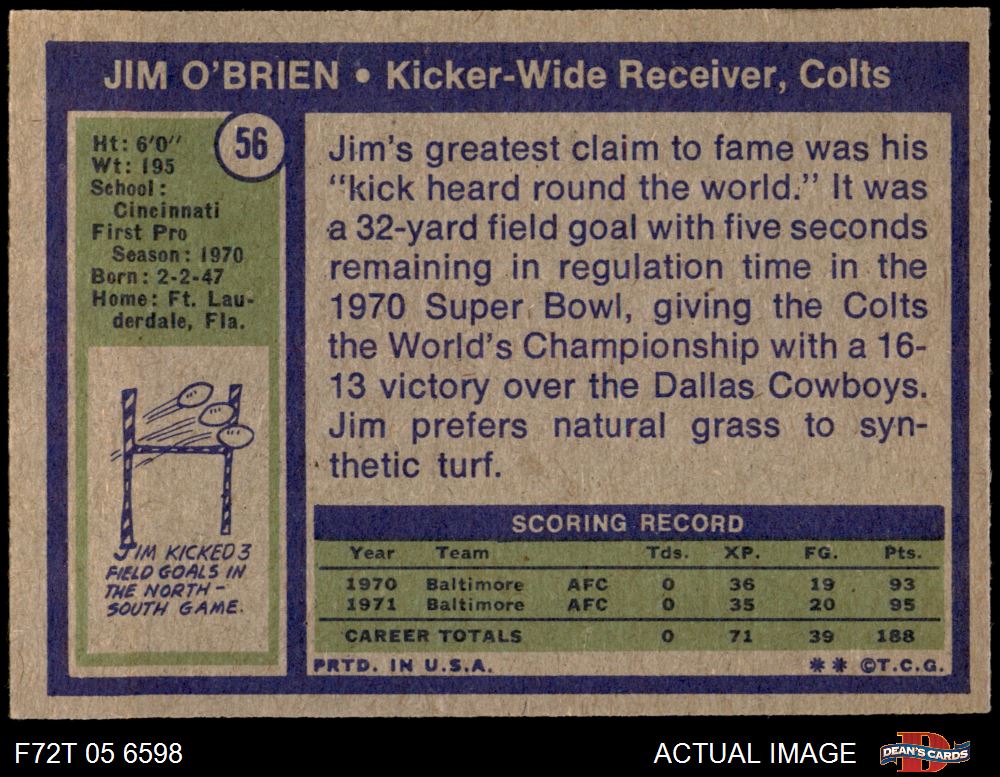 JIM O'BRIEN • Kicker-Wide Receiver, Colts
56
Ht: 6'0"
Wt: 195
School:
Cincinnati
First Pro
Season: 1970
Born: 2-2-47
Home: Ft. Lau-
derdale, Fla.
JIM KICKED 3
FIELD GOALS IN
THE NORTH-
SOUTH GAME.
Jim's greatest claim to fame was his
"kick heard round the world." It was
a 32-yard field goal with five seconds
remaining in regulation time in the
1970 Super Bowl, giving the Colts
the World's Championship with a 16-
13 victory over the Dallas Cowboys.
Jim prefers natural grass to syn-
thetic turf.
SCORING RECORD
Year Team Tds. XP. FG. Pts.
1970 Baltimore AFC 0 36 19 93
1971 Baltimore AFC 0 35 20 95
CAREER TOTALS 0 71 39 188
PRTD. IN U.S.A. ** ©T.C.G.
F72T 05 6598 ACTUAL IMAGE DEAN'S CARDS